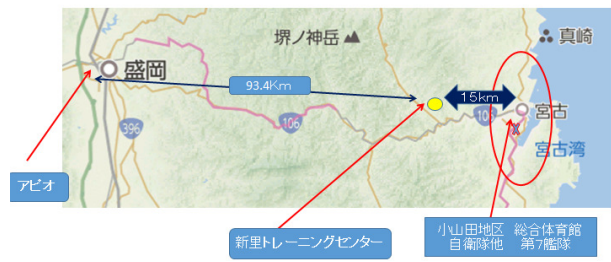 堺ノ神岳
真崎
盛岡
93.4Km
15km
宮古
106
106
396
宮古湾
アピオ
新里トレーニングセンター
小山田地区 総合体育館
自衛隊他 第7艦隊